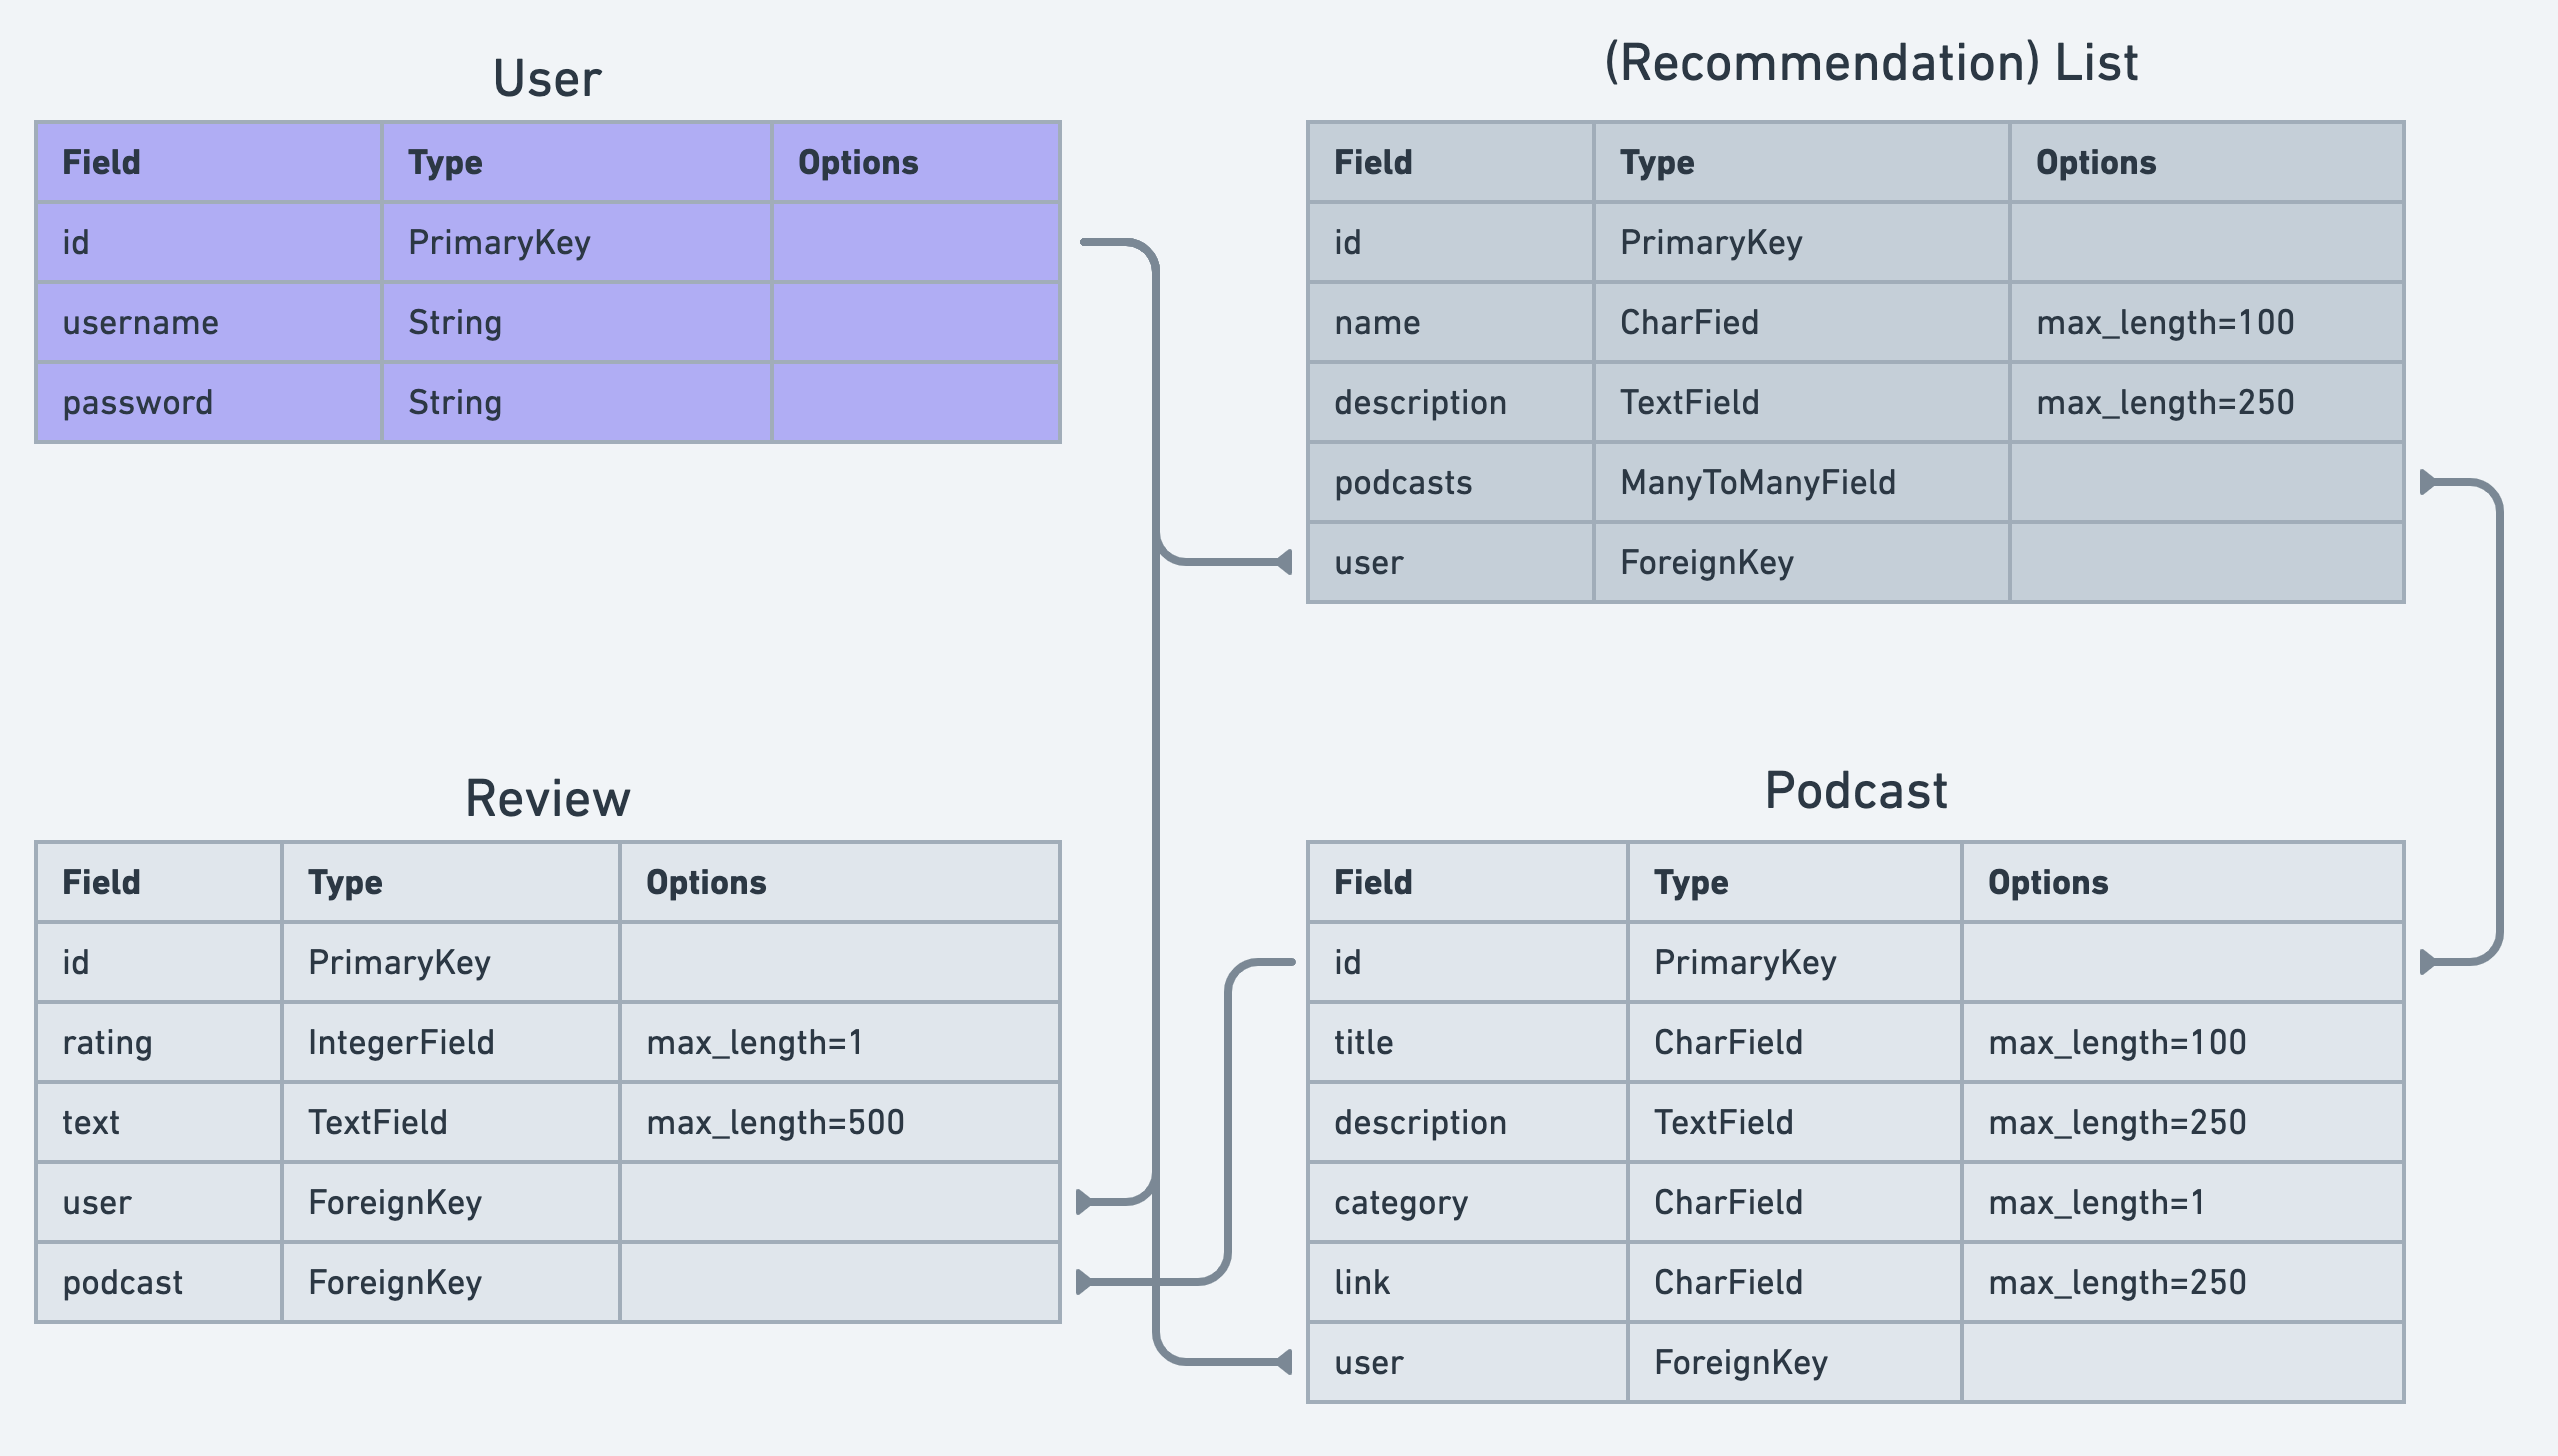 User
Field Type Options
id PrimaryKey
username String
password String
(Recommendation) List
Field Type Options
id PrimaryKey
name CharFied max_length=100
description TextField max_length=250
podcasts ManyToManyField
user ForeignKey
Review
Field Type Options
id PrimaryKey
rating IntegerField max_length=1
text TextField max_length=500
user ForeignKey
podcast ForeignKey
Podcast
Field Type Options
id PrimaryKey
title CharField max_length=100
description TextField max_length=250
category CharField max_length=1
link CharField max_length=250
user ForeignKey